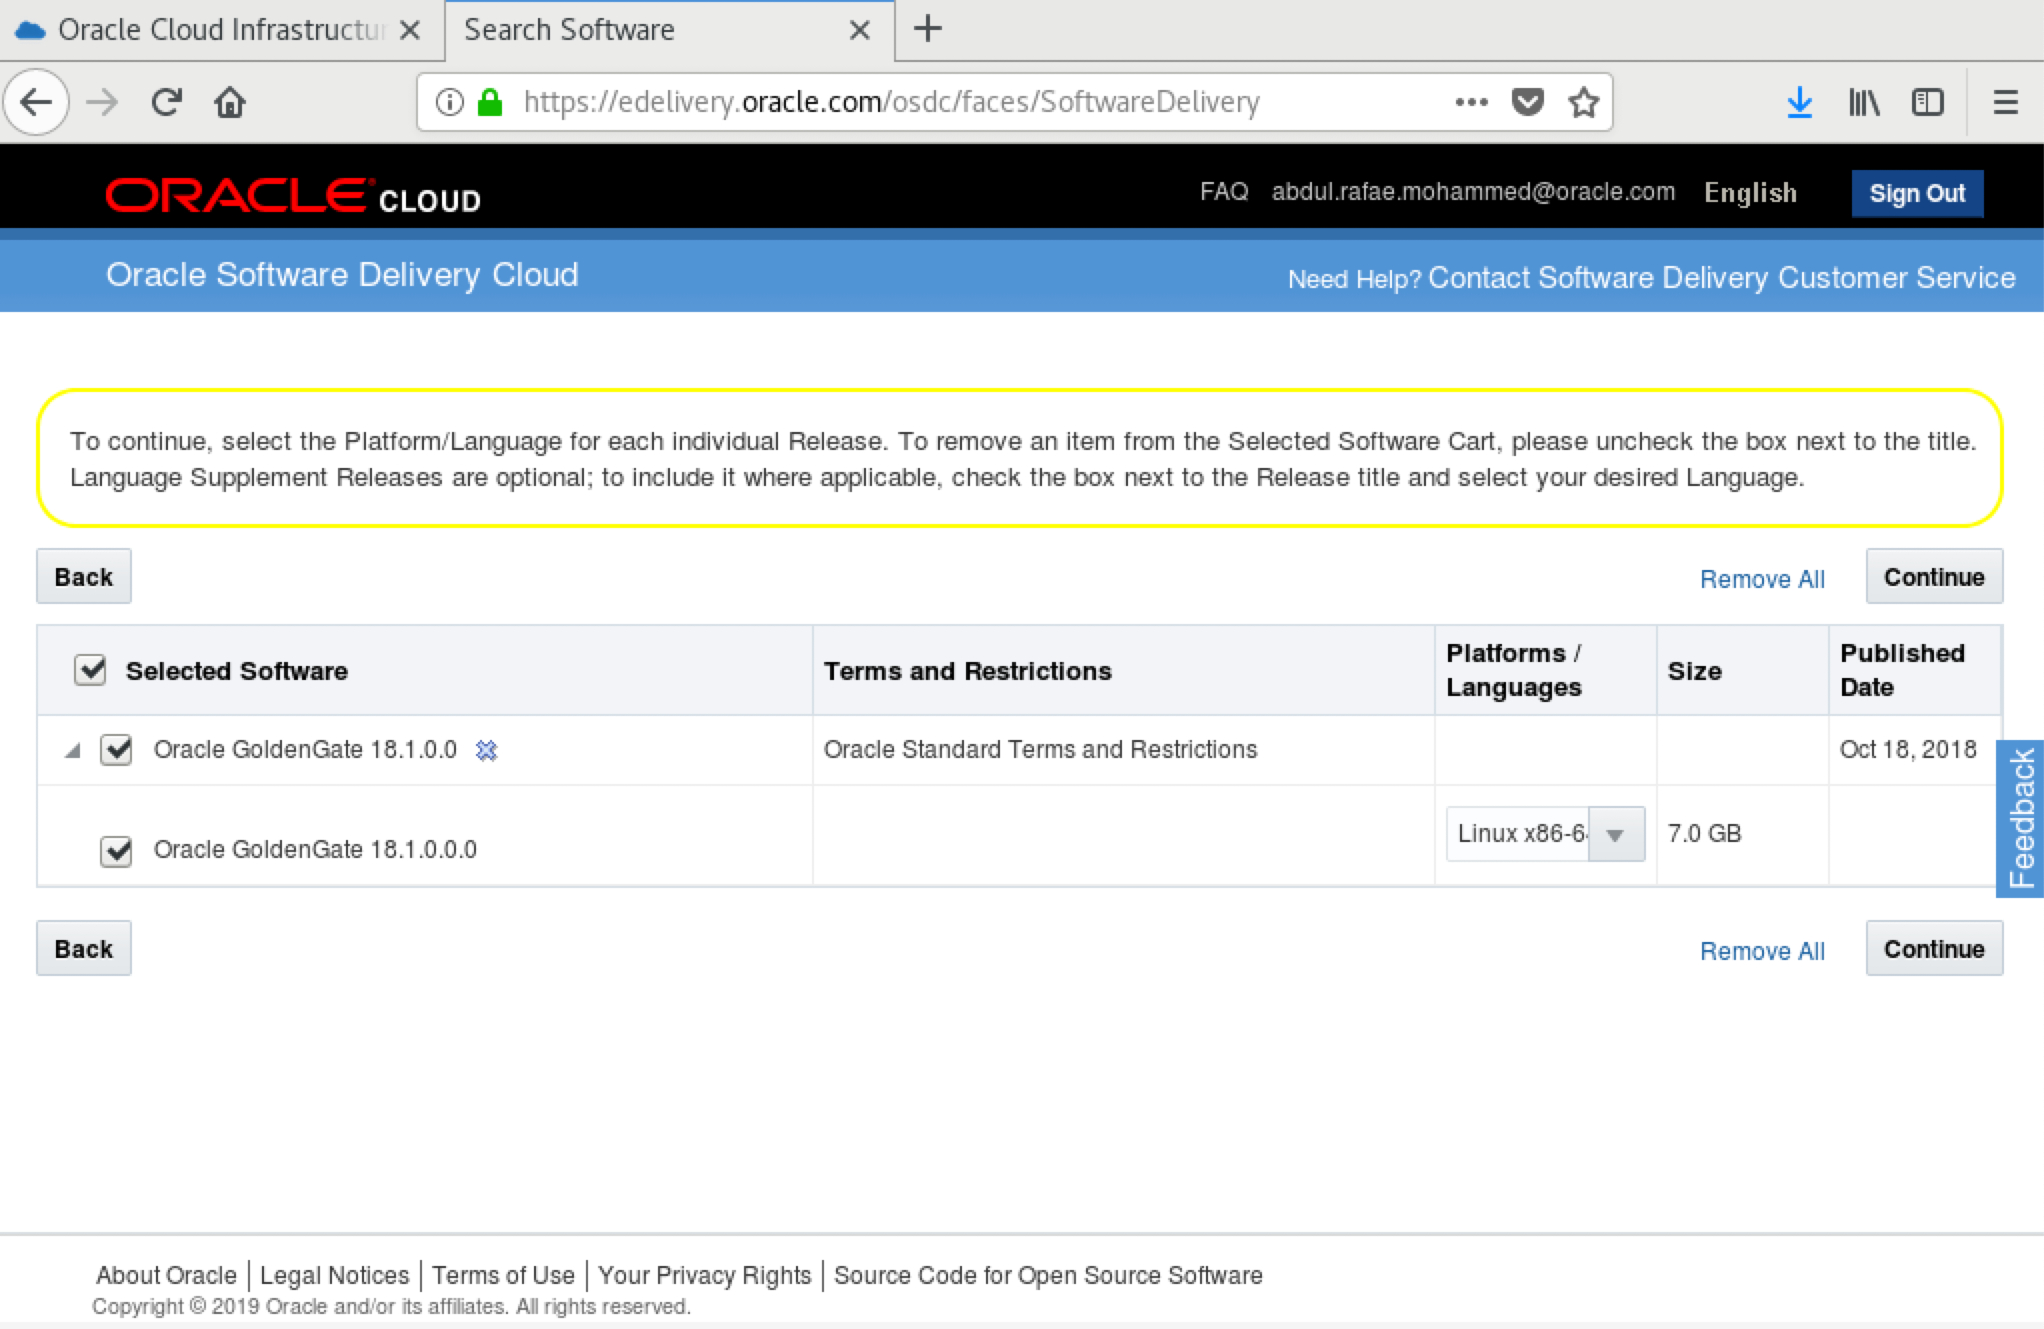 Oracle Cloud Infrastructur
Search Software
https://edelivery.oracle.com/osdc/faces/SoftwareDelivery
ORACLE® CLOUD
FAQ abdul.rafae.mohammed@oracle.com English Sign Out
Oracle Software Delivery Cloud
Need Help? Contact Software Delivery Customer Service
To continue, select the Platform/Language for each individual Release. To remove an item from the Selected Software Cart, please uncheck the box next to the title.
Language Supplement Releases are optional; to include it where applicable, check the box next to the Release title and select your desired Language.
Back Remove All Continue
Selected Software Terms and Restrictions Platforms / Languages Size Published Date
Oracle GoldenGate 18.1.0.0 Oracle Standard Terms and Restrictions Oct 18, 2018
Oracle GoldenGate 18.1.0.0.0 Linux x86-6 7.0 GB
Feedback
Back Remove All Continue
About Oracle | Legal Notices | Terms of Use | Your Privacy Rights | Source Code for Open Source Software
Copyright © 2019 Oracle and/or its affiliates. All rights reserved.